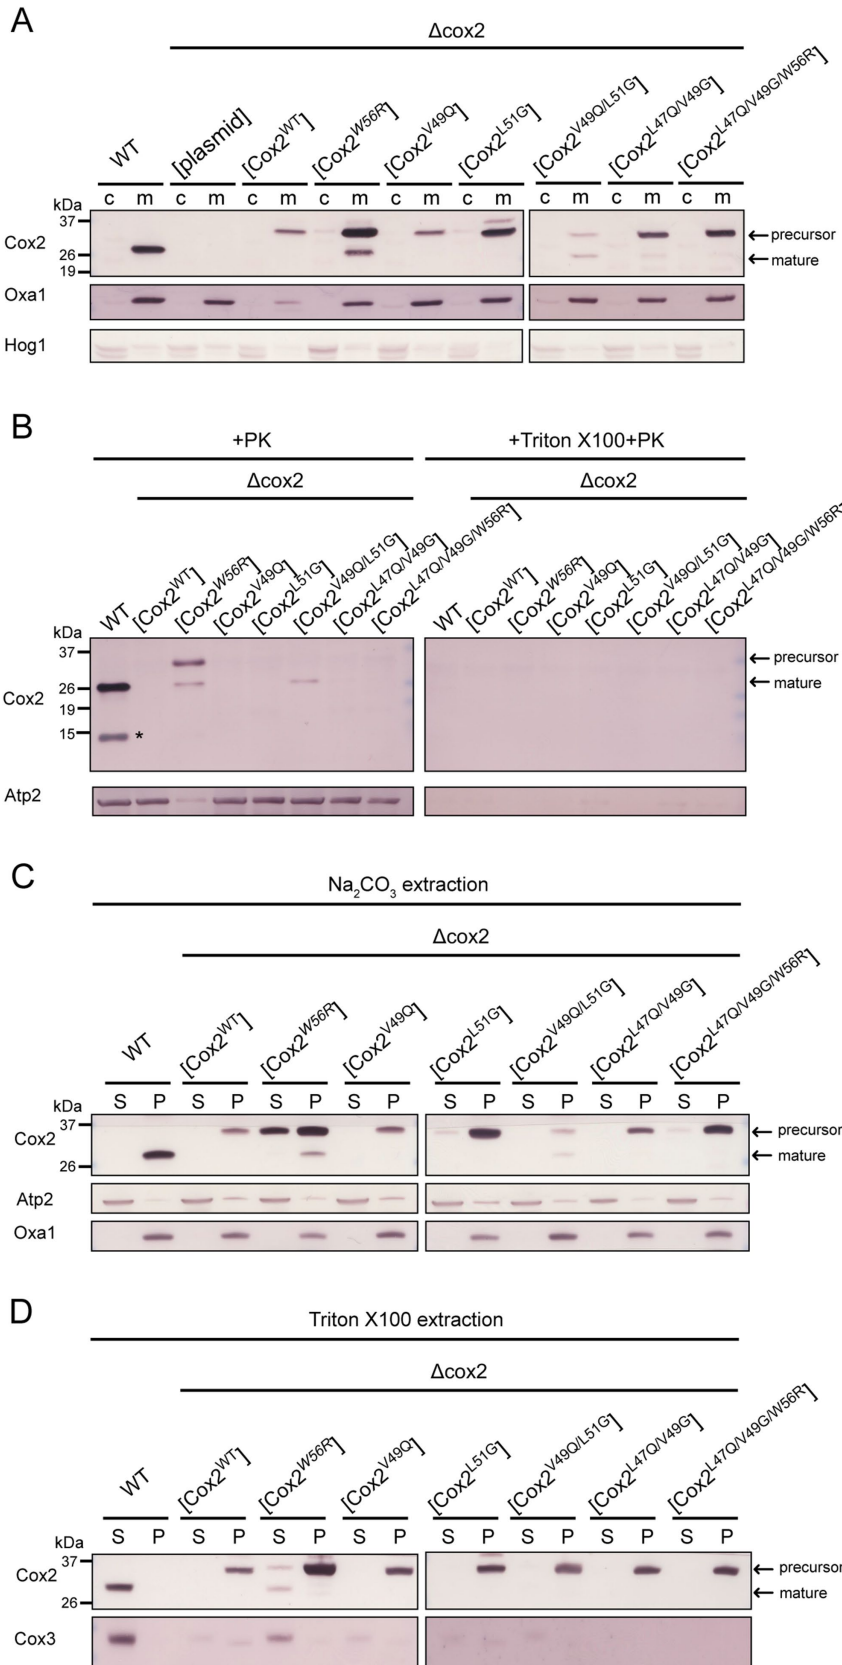 A
Δcox2
WT
[plasmid]
[Cox2WT]
[Cox2W56R]
[Cox2V49Q]
[Cox2L51G]
[Cox2V49Q/L51G]
[Cox2L47Q/V49G]
[Cox2L47Q/V49G/W56R]
c m c m c m c m c m c m c m c m c m
kDa
37
Cox2
26
19
precursor
mature
Oxa1
Hog1
B
+PK
+Triton X100+PK
Δcox2
Δcox2
WT
[Cox2WT]
[Cox2W56R]
[Cox2V49Q]
[Cox2L51G]
[Cox2V49Q/L51G]
[Cox2L47Q/V49G]
[Cox2L47Q/V49G/W56R]
WT
[Cox2WT]
[Cox2W56R]
[Cox2V49Q]
[Cox2L51G]
[Cox2V49Q/L51G]
[Cox2L47Q/V49G]
[Cox2L47Q/V49G/W56R]
kDa
37
26
Cox2
19
15
*
precursor
mature
Atp2
C
Na2CO3 extraction
Δcox2
WT
[Cox2WT]
[Cox2W56R]
[Cox2V49Q]
[Cox2L51G]
[Cox2V49Q/L51G]
[Cox2L47Q/V49G]
[Cox2L47Q/V49G/W56R]
S P S P S P S P S P S P S P S P
kDa
37
Cox2
26
precursor
mature
Atp2
Oxa1
D
Triton X100 extraction
Δcox2
WT
[Cox2WT]
[Cox2W56R]
[Cox2V49Q]
[Cox2L51G]
[Cox2V49Q/L51G]
[Cox2L47Q/V49G]
[Cox2L47Q/V49G/W56R]
S P S P S P S P S P S P S P S P
kDa
37
Cox2
26
precursor
mature
Cox3